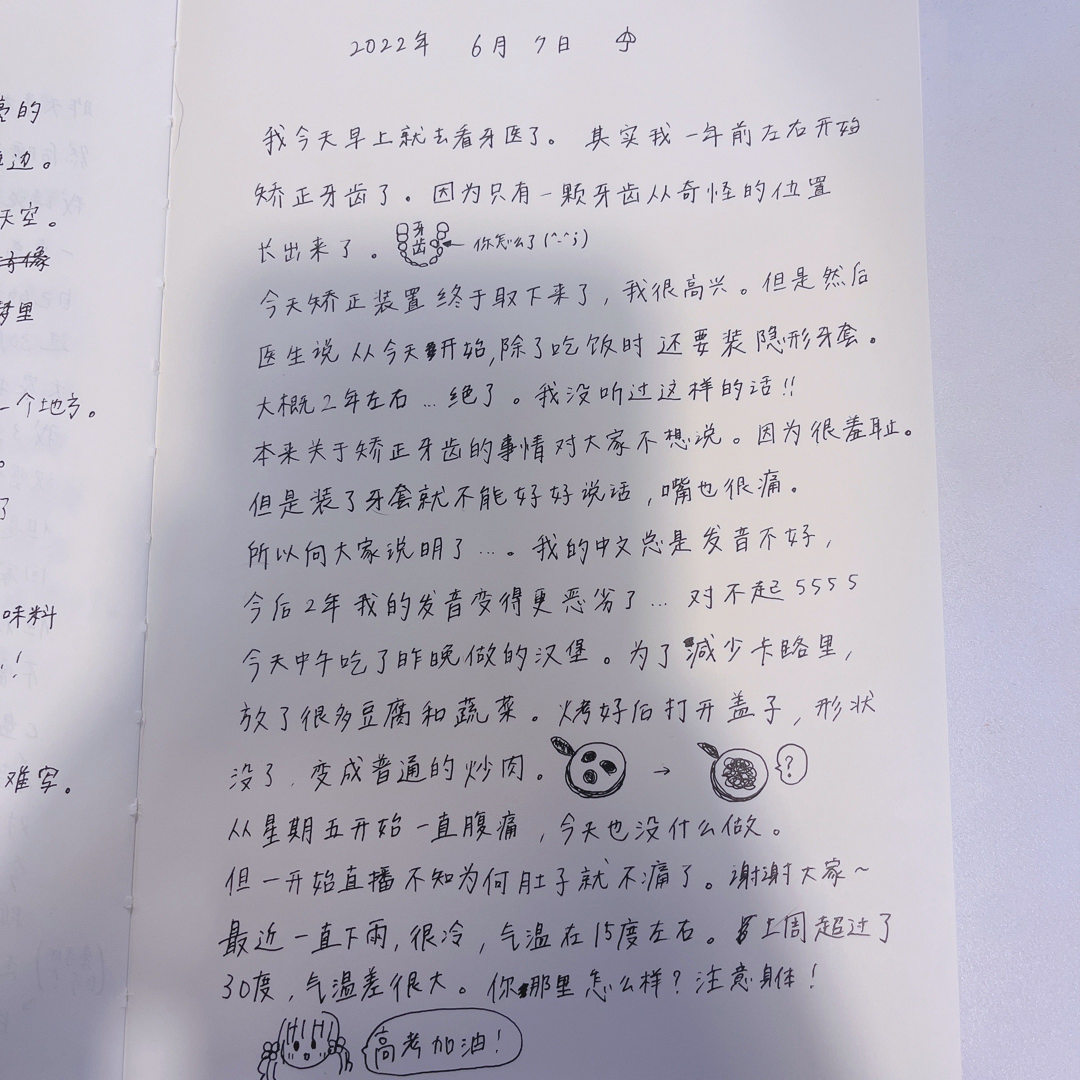 亮的
边。
天空。
梦里
一个地方。
。
了
味料
!
难写。
2022年 6月 7日
我今天早上就去看牙医了。其实我一年前左右开始
矫正牙齿了。因为只有一颗牙齿从奇怪的位置
长出来了。
牙齿
你怎么了(^-^;)
今天矫正装置终于取下来了,我很高兴。但是然后
医生说从今天开始,除了吃饭时还要装隐形牙套。
大概2年左右...绝了。我没听过这样的话!!
本来关于矫正牙齿的事情对大家不想说。因为很羞耻。
但是装了牙套就不能好好说话,嘴也很痛。
所以向大家说明了...。我的中文总是发音不好,
今后2年我的发音变得更恶劣了...对不起5555
今天中午吃了昨晚做的汉堡。为了减少卡路里,
放了很多豆腐和蔬菜。烤好后打开盖子,形状
没了,变成普通的炒肉。
?
从星期五开始一直腹痛,今天也没什么做。
但一开始直播不知为何肚子就不痛了。谢谢大家~
最近一直下雨,很冷,气温在15度左右。上周超过了
30度,气温差很大。你那里怎么样?注意身体!
高考加油!